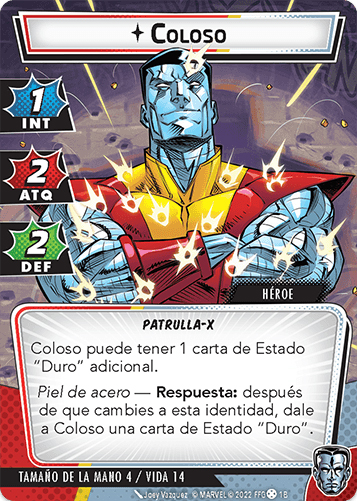 Coloso
1
INT
2
ATQ
2
DEF
HÉROE
PATRULLA-X
Coloso puede tener 1 carta de Estado
"Duro" adicional.
Piel de acero — Respuesta: después
de que cambies a esta identidad, dale
a Coloso una carta de Estado "Duro".
TAMAÑO DE LA MANO 4 / VIDA 14
Joey Vazquez © MARVEL © 2022 FFG 1B